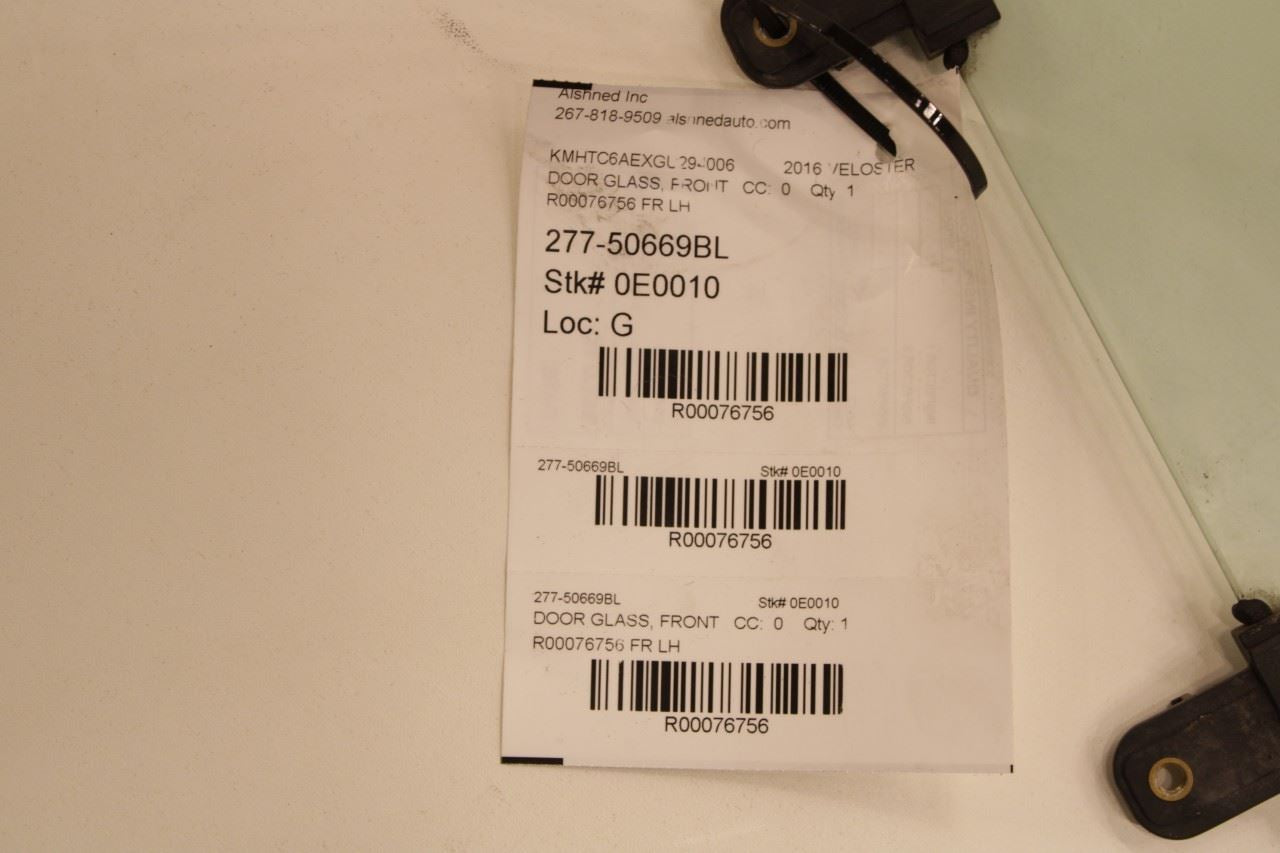 Alshned Inc
267-818-9509 alshnedauto.com
2016 VELOSTER
DOOR GLASS, FRONT CC: 0 Qty 1
R00076756 FR LH
277-50669BL
Stk# 0E0010
Loc: G
R00076756
277-50669BL Stk# 0E0010
R00076756
277-50669BL Stk# 0E0010
DOOR GLASS, FRONT CC: 0 Qty: 1
R00076756 FR LH
R00076756